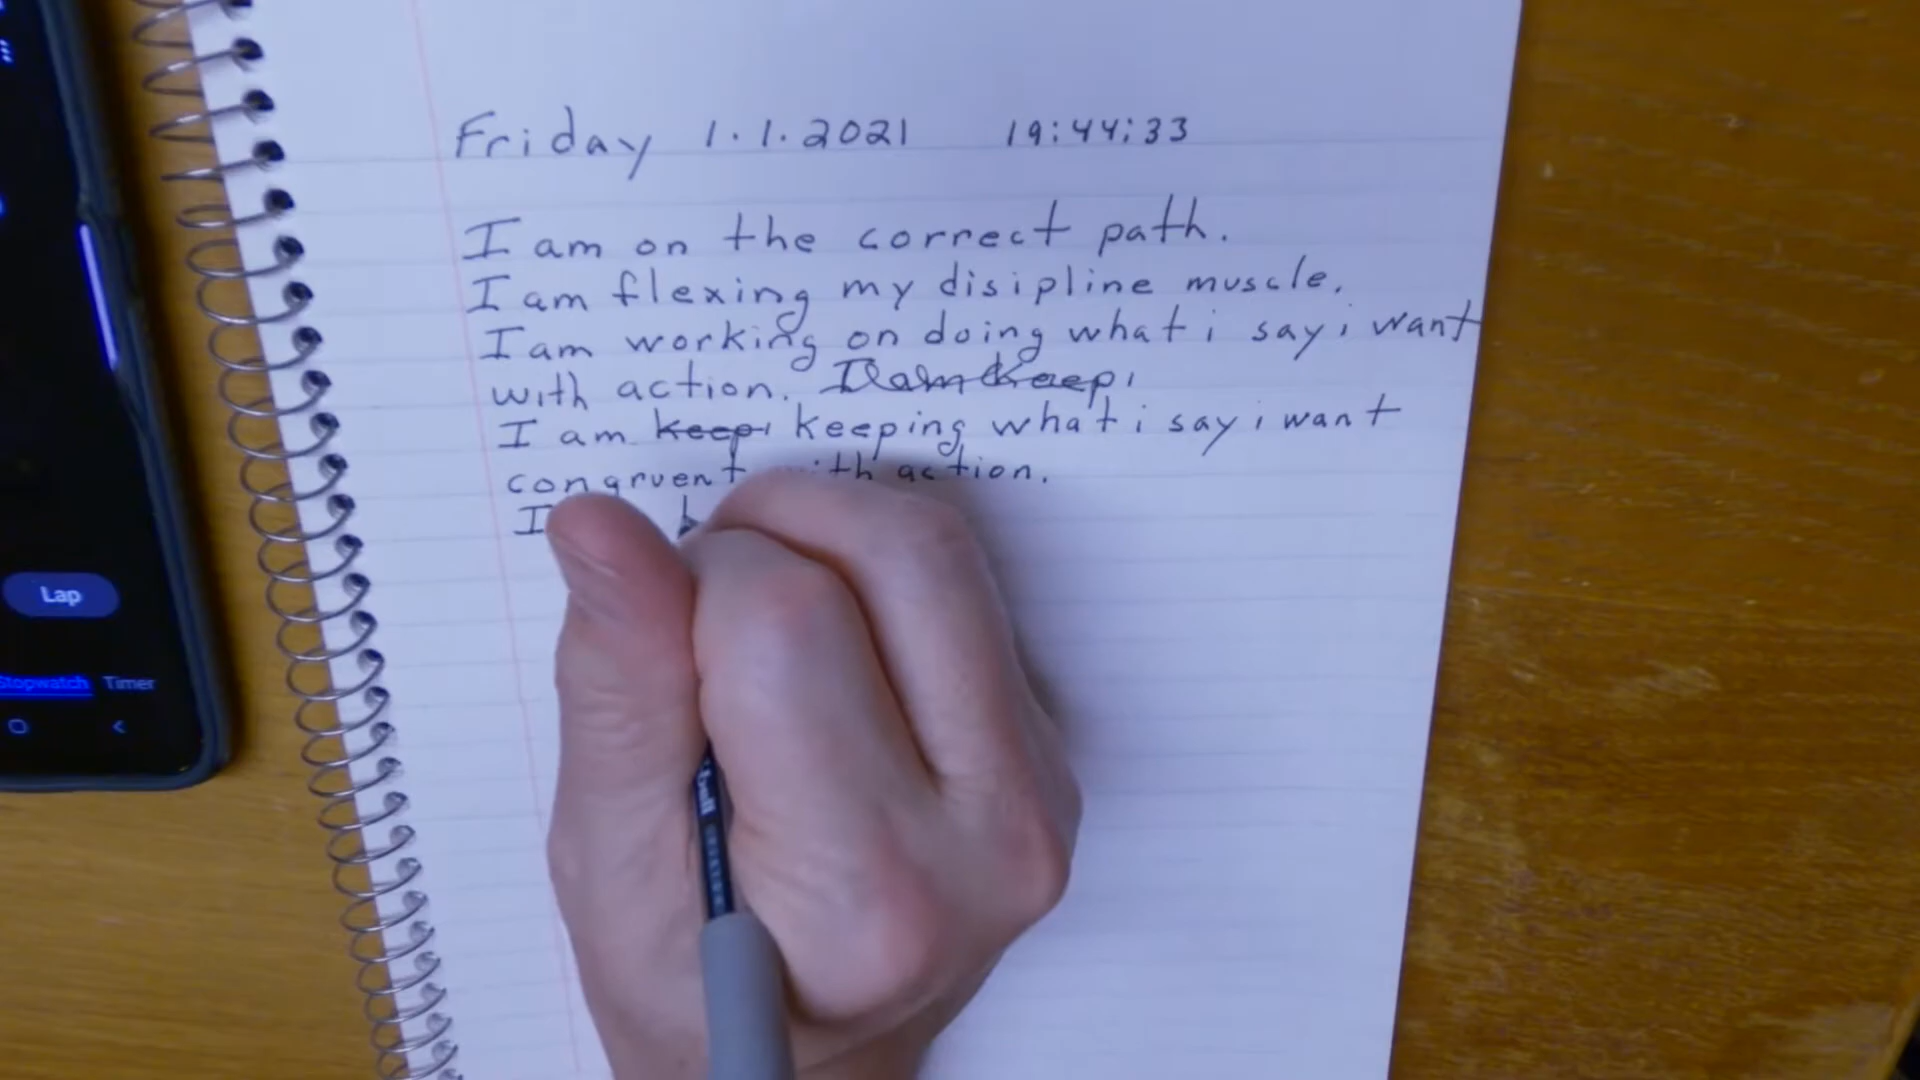 Friday 1.1.2021 19:44:33
I am on the correct path.
I am flexing my disipline muscle.
I am working on doing what i say i want
with action. I am keepi
I am keepi keeping what i say i want
congruent with action.
I b
Lap
Stopwatch Timer